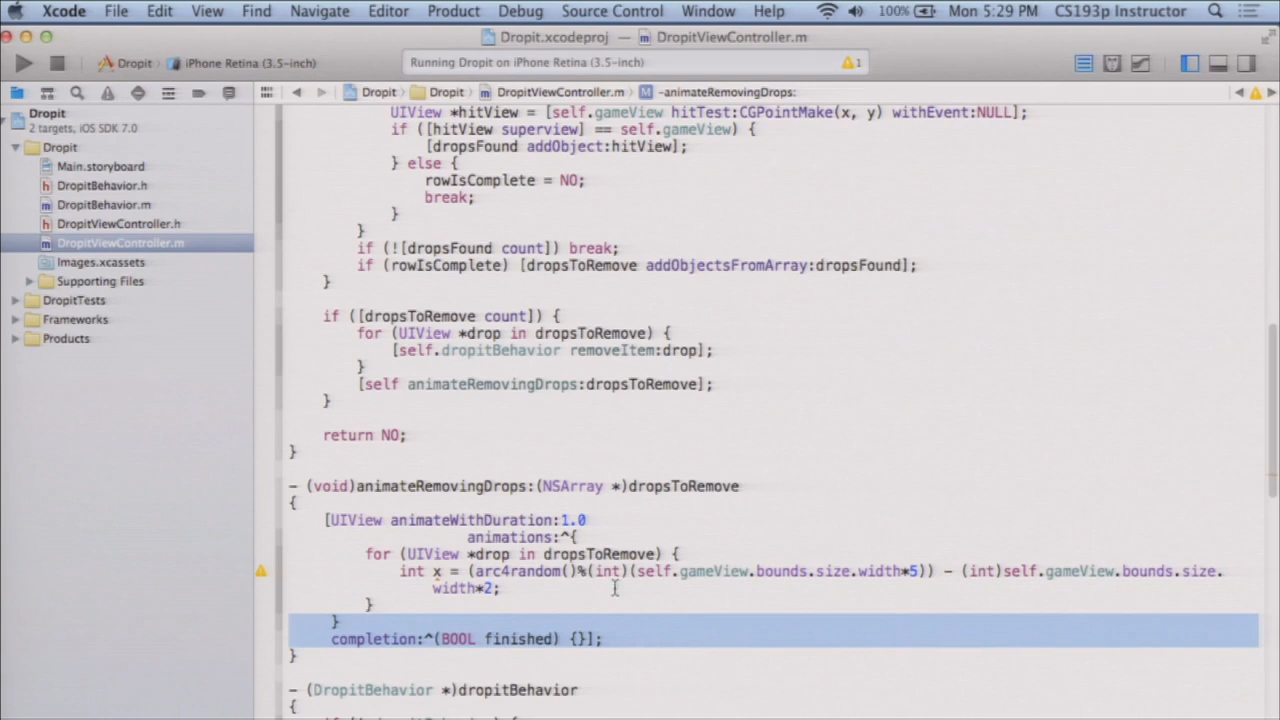 Xcode File Edit View Find Navigate Editor Product Debug Source Control Window Help 100% Mon 5:29 PM CS193p Instructor
Dropit.xcodeproj — DropitViewController.m
Dropit iPhone Retina (3.5-inch) Running Dropit on iPhone Retina (3.5-inch) 1
Dropit Dropit DropitViewController.m M -animateRemovingDrops:
Dropit
2 targets, iOS SDK 7.0
Dropit
Main.storyboard
h DropitBehavior.h
m DropitBehavior.m
h DropitViewController.h
m DropitViewController.m
Images.xcassets
Supporting Files
DropitTests
Frameworks
Products
UIView *hitView = [self.gameView hitTest:CGPointMake(x, y) withEvent:NULL];
if ([hitView superview] == self.gameView) {
[dropsFound addObject:hitView];
} else {
rowIsComplete = NO;
break;
}
}
if (![dropsFound count]) break;
if (rowIsComplete) [dropsToRemove addObjectsFromArray:dropsFound];
}
if ([dropsToRemove count]) {
for (UIView *drop in dropsToRemove) {
[self.dropitBehavior removeItem:drop];
}
[self animateRemovingDrops:dropsToRemove];
}
return NO;
}
- (void)animateRemovingDrops:(NSArray *)dropsToRemove
{
[UIView animateWithDuration:1.0
animations:^{
for (UIView *drop in dropsToRemove) {
int x = (arc4random()%(int)(self.gameView.bounds.size.width*5)) - (int)self.gameView.bounds.size.
width*2;
}
}
completion:^(BOOL finished) {}];
}
- (DropitBehavior *)dropitBehavior
{